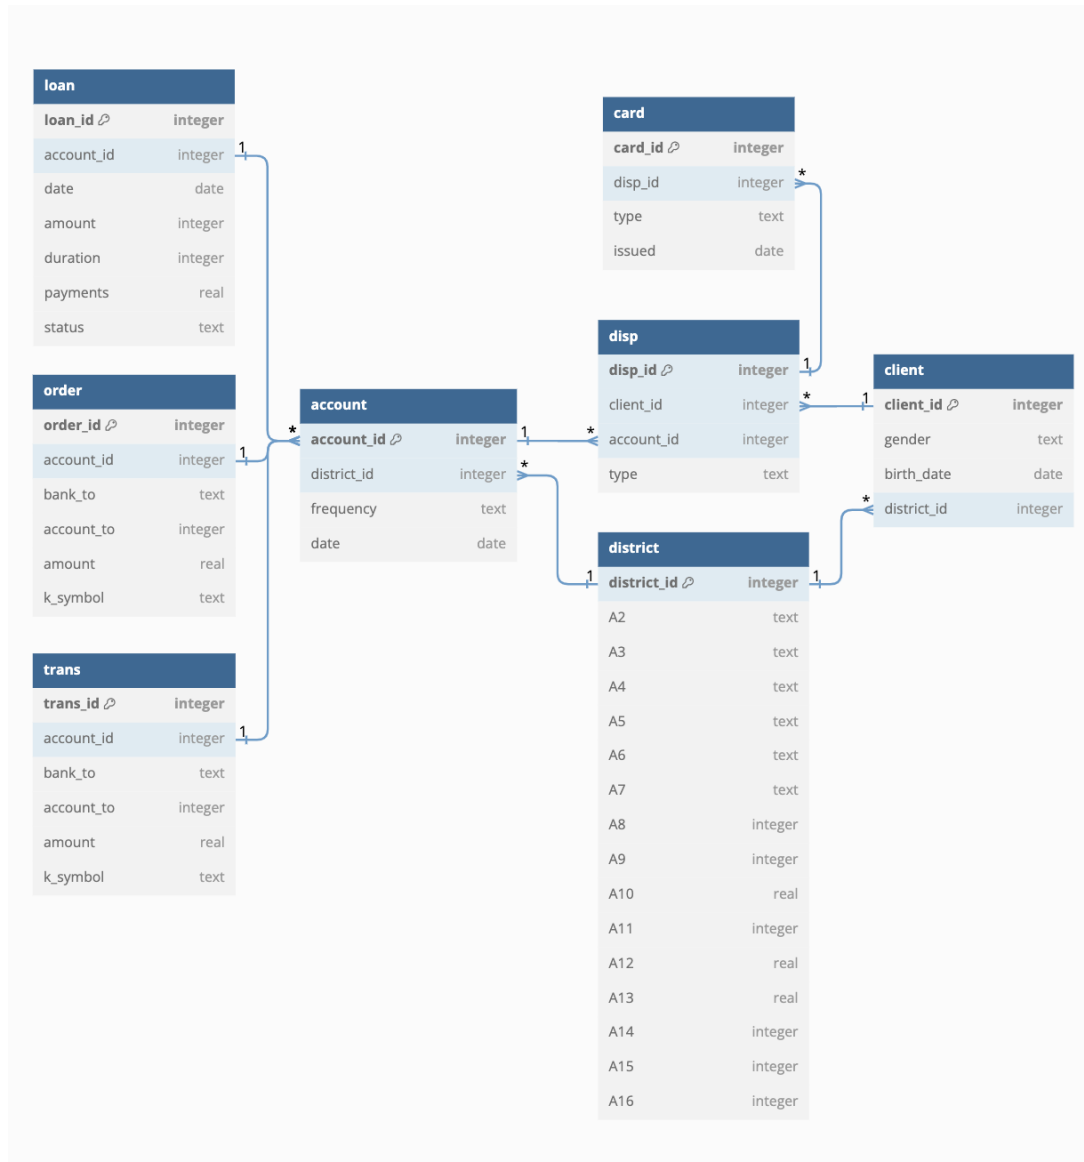 loan
loan_id integer
account_id integer
date date
amount integer
duration integer
payments real
status text
1
order
order_id integer
account_id integer
bank_to text
account_to integer
amount real
k_symbol text
1
trans
trans_id integer
account_id integer
bank_to text
account_to integer
amount real
k_symbol text
1
account
account_id integer
district_id integer
frequency text
date date
*
1
*
card
card_id integer
disp_id integer
type text
issued date
*
disp
disp_id integer
client_id integer
account_id integer
type text
1
*
*
client
client_id integer
gender text
birth_date date
district_id integer
1
*
district
district_id integer
A2 text
A3 text
A4 text
A5 text
A6 text
A7 text
A8 integer
A9 integer
A10 real
A11 integer
A12 real
A13 real
A14 integer
A15 integer
A16 integer
1
1